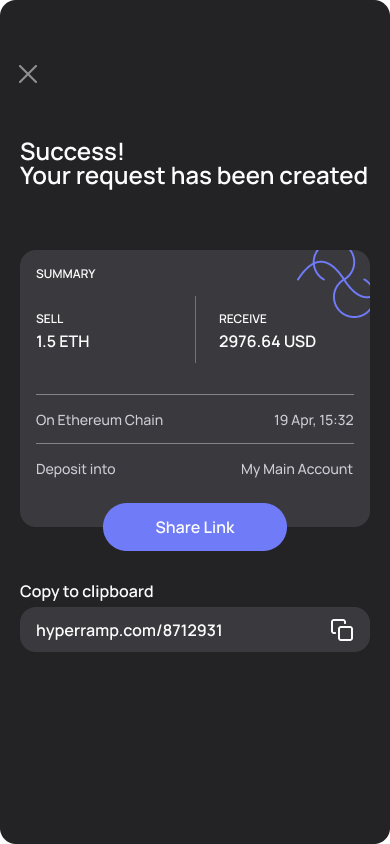 Success!
Your request has been created
SUMMARY
SELL
1.5 ETH
RECEIVE
2976.64 USD
On Ethereum Chain
19 Apr, 15:32
Deposit into
My Main Account
Share Link
Copy to clipboard
hyperramp.com/8712931